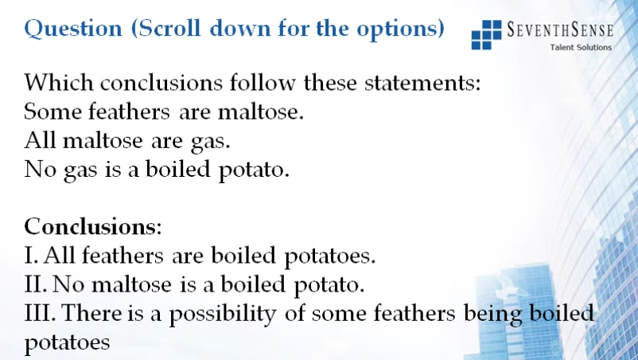 Question (Scroll down for the options)
SEVENTHSENSE
Talent Solutions
Which conclusions follow these statements:
Some feathers are maltose.
All maltose are gas.
No gas is a boiled potato.
Conclusions:
I. All feathers are boiled potatoes.
II. No maltose is a boiled potato.
III. There is a possibility of some feathers being boiled
potatoes